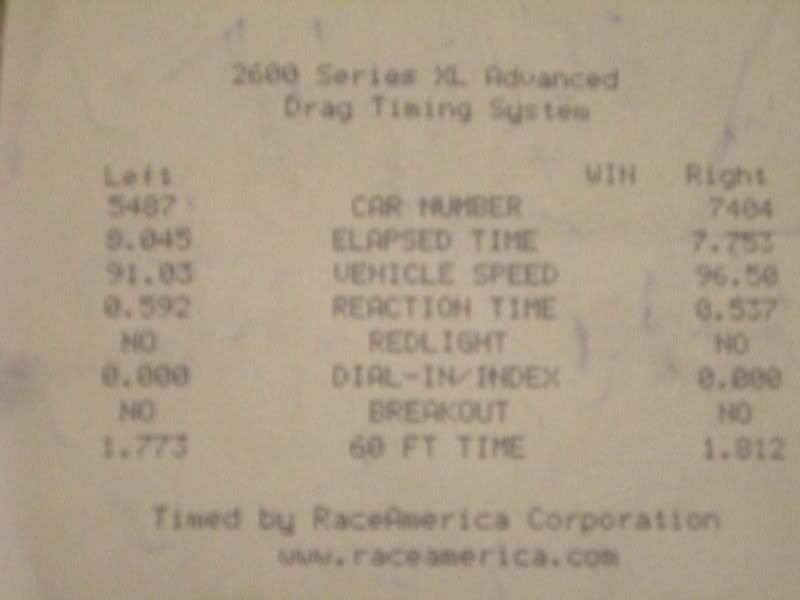 2600 Series XL Advanced
Drag Timing System
Left WIN Right
5487 CAR NUMBER 7404
8.045 ELAPSED TIME 7.753
91.03 VEHICLE SPEED 96.50
0.592 REACTION TIME 0.537
NO REDLIGHT NO
0.000 DIAL-IN/INDEX 0.000
NO BREAKOUT NO
1.773 60 FT TIME 1.812
Timed by RaceAmerica Corporation
www.raceamerica.com